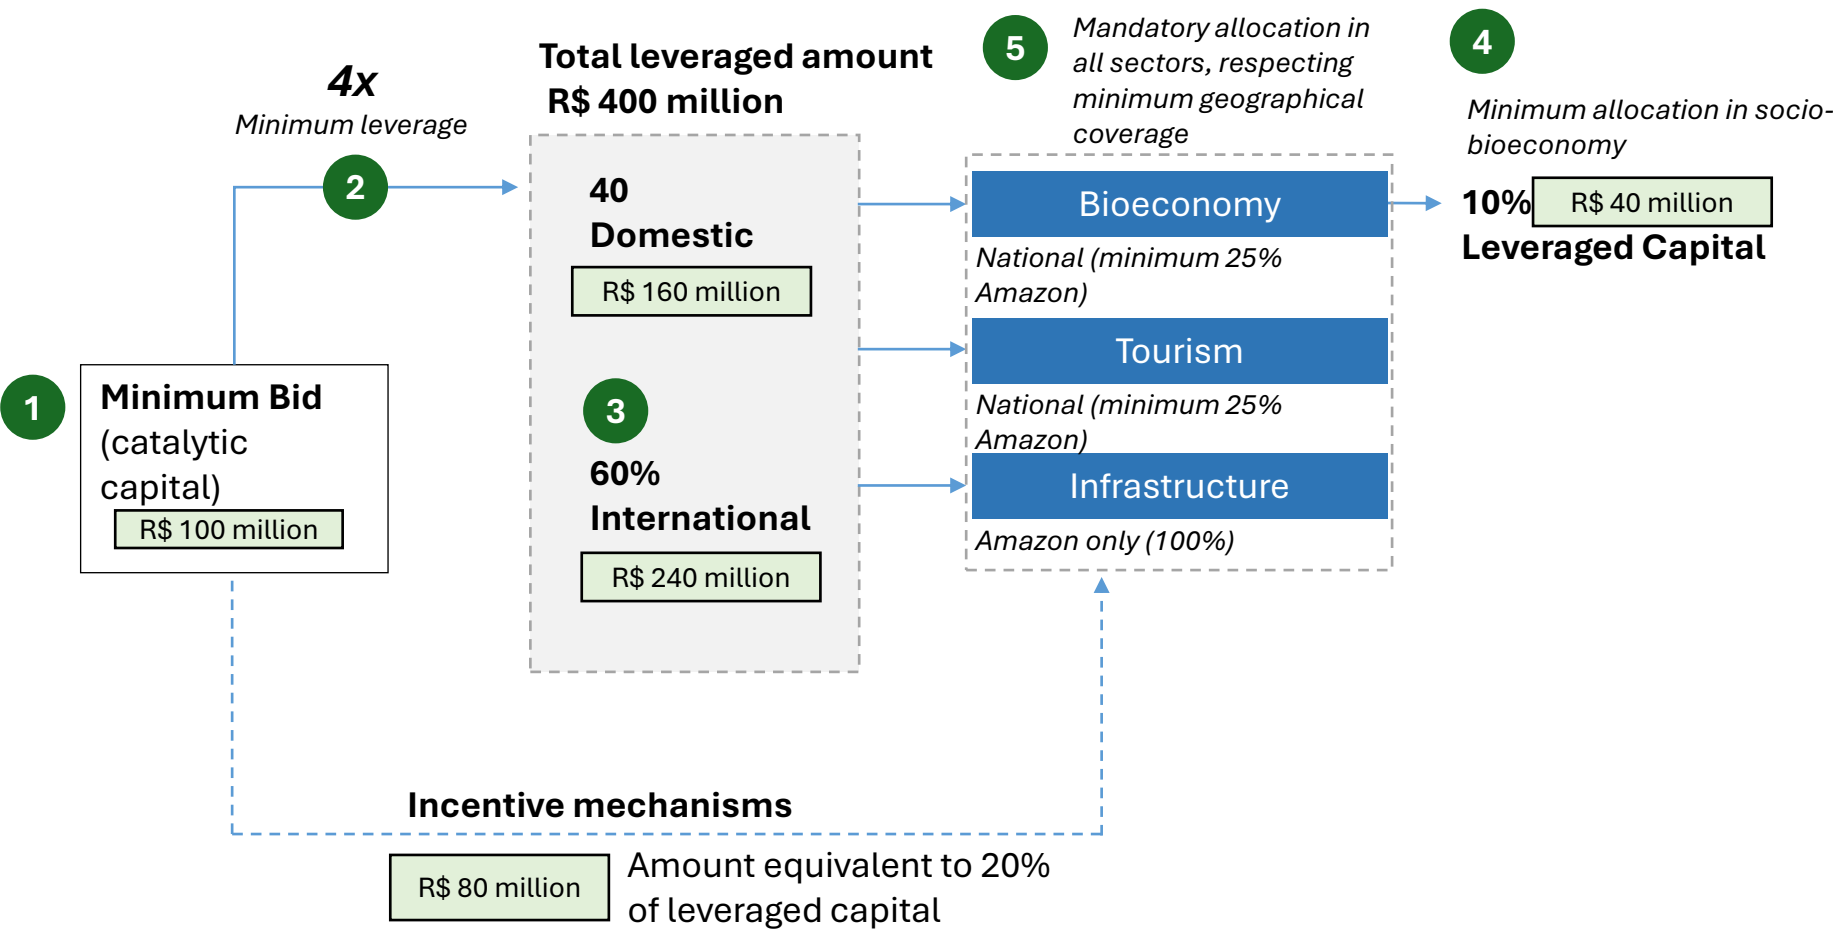 1
Minimum Bid
(catalytic
capital)
R$ 100 million
4x
Minimum leverage
2
Total leveraged amount
R$ 400 million
40
Domestic
R$ 160 million
3
60%
International
R$ 240 million
5
Mandatory allocation in
all sectors, respecting
minimum geographical
coverage
Bioeconomy
National (minimum 25%
Amazon)
Tourism
National (minimum 25%
Amazon)
Infrastructure
Amazon only (100%)
4
Minimum allocation in socio-
bioeconomy
10% R$ 40 million
Leveraged Capital
Incentive mechanisms
R$ 80 million
Amount equivalent to 20%
of leveraged capital